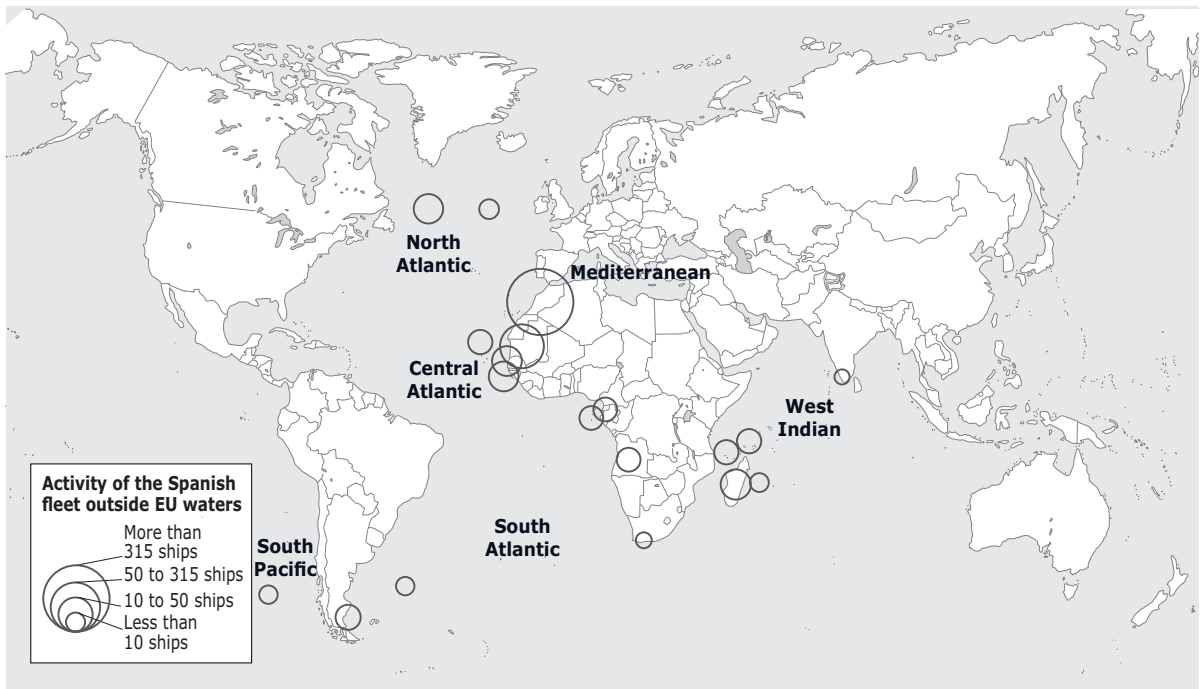 North
Atlantic
Mediterranean
Central
Atlantic
West
Indian
South
Atlantic
South
Pacific
Activity of the Spanish
fleet outside EU waters
More than
315 ships
50 to 315 ships
10 to 50 ships
Less than
10 ships